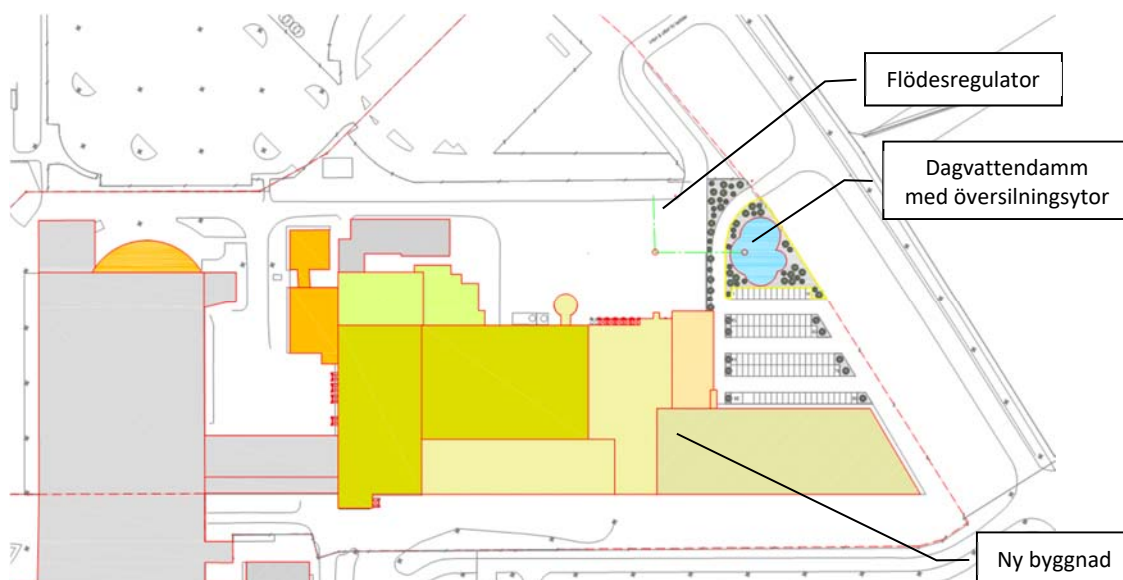 Flödesregulator
Dagvattendamm
med översilningsytor
Ny byggnad